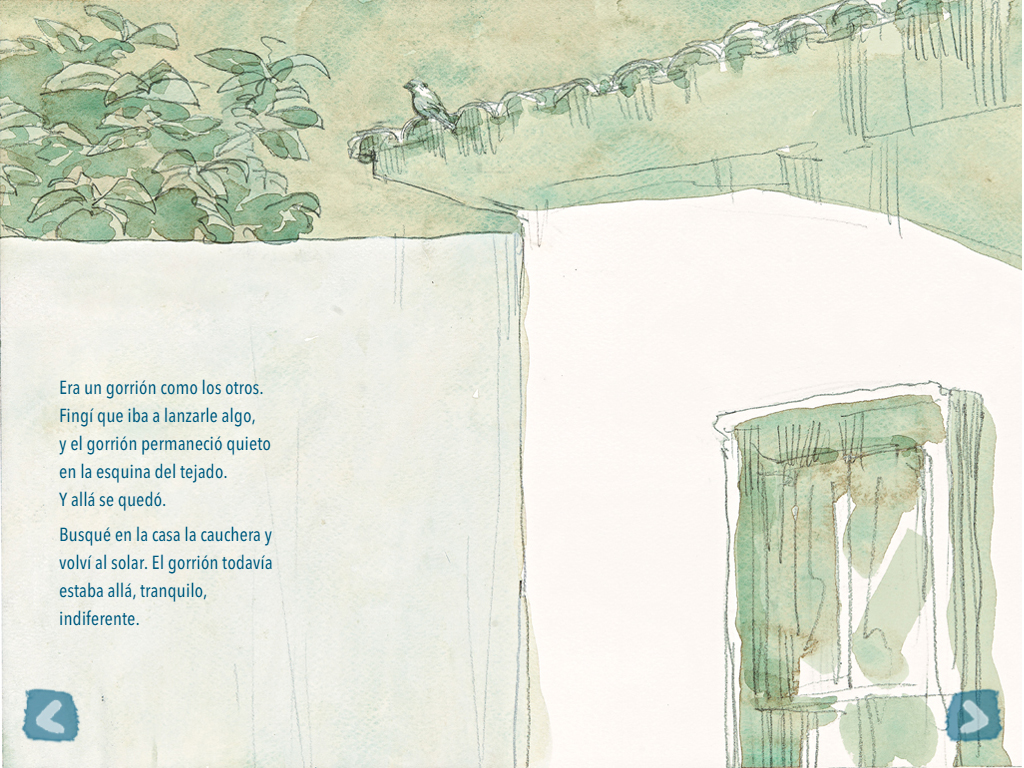 Era un gorrión como los otros.
Fingí que iba a lanzarle algo,
y el gorrión permaneció quieto
en la esquina del tejado.
Y allá se quedó.
Busqué en la casa la cauchera y
volví al solar. El gorrión todavía
estaba allá, tranquilo,
indiferente.